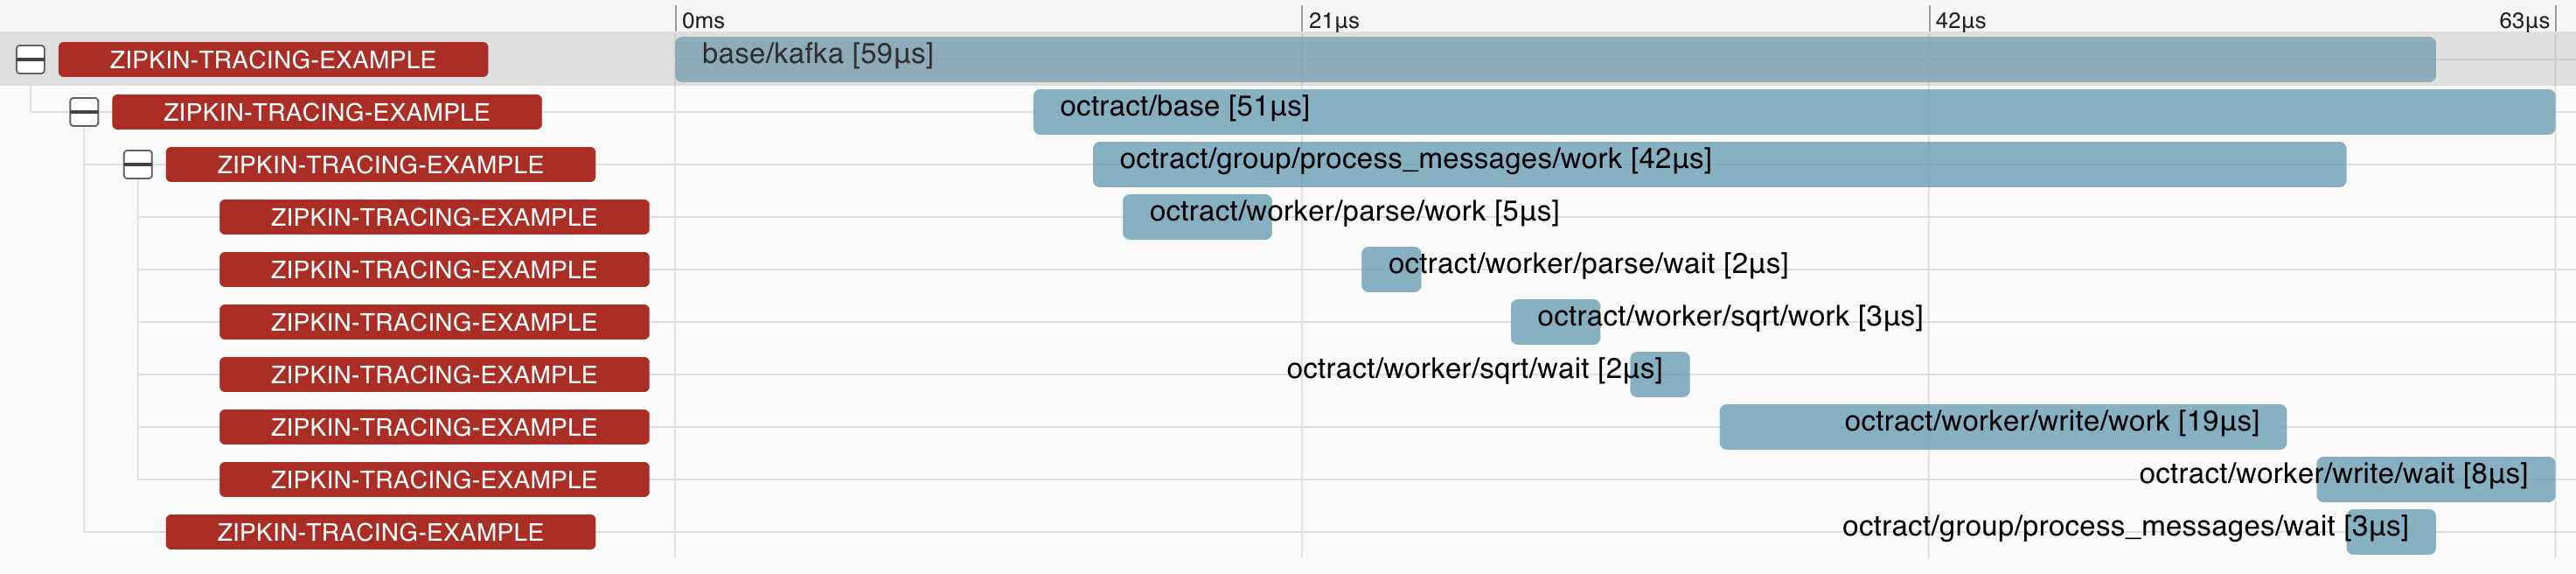 0ms 21μs 42μs 63μs
ZIPKIN-TRACING-EXAMPLE base/kafka [59μs]
ZIPKIN-TRACING-EXAMPLE octract/base [51μs]
ZIPKIN-TRACING-EXAMPLE octract/group/process_messages/work [42μs]
ZIPKIN-TRACING-EXAMPLE octract/worker/parse/work [5μs]
ZIPKIN-TRACING-EXAMPLE octract/worker/parse/wait [2μs]
ZIPKIN-TRACING-EXAMPLE octract/worker/sqrt/work [3μs]
ZIPKIN-TRACING-EXAMPLE octract/worker/sqrt/wait [2μs]
ZIPKIN-TRACING-EXAMPLE octract/worker/write/work [19μs]
ZIPKIN-TRACING-EXAMPLE octract/worker/write/wait [8μs]
ZIPKIN-TRACING-EXAMPLE octract/group/process_messages/wait [3μs]